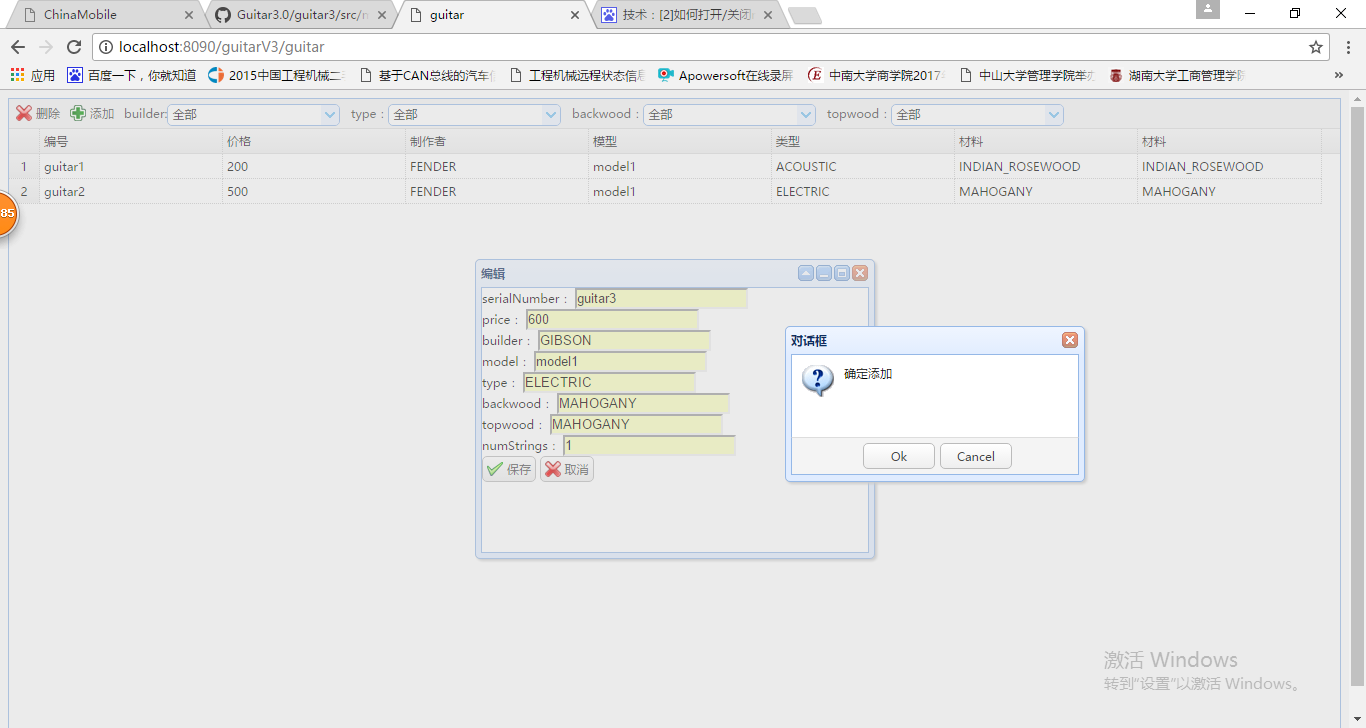 ChinaMobile
Guitar3.0/guitar3/src/
guitar
技术：[2]如何打开/关闭
localhost:8090/guitarV3/guitar
应用 百度一下，你就知道 2015中国工程机械二 基于CAN总线的汽车 工程机械远程状态信息 Apowersoft在线录屏 中南大学商学院2017 中山大学管理学院举办 湖南大学工商管理学院 »
删除 添加 builder: 全部 type： 全部 backwood： 全部 topwood： 全部
编号 价格 制作者 模型 类型 材料 材料
1 guitar1 200 FENDER model1 ACOUSTIC INDIAN_ROSEWOOD INDIAN_ROSEWOOD
2 guitar2 500 FENDER model1 ELECTRIC MAHOGANY MAHOGANY
85
编辑
serialNumber： guitar3
price： 600
builder： GIBSON
model： model1
type： ELECTRIC
backwood： MAHOGANY
topwood： MAHOGANY
numStrings： 1
保存 取消
对话框
确定添加
Ok Cancel
激活 Windows
转到"设置"以激活 Windows。